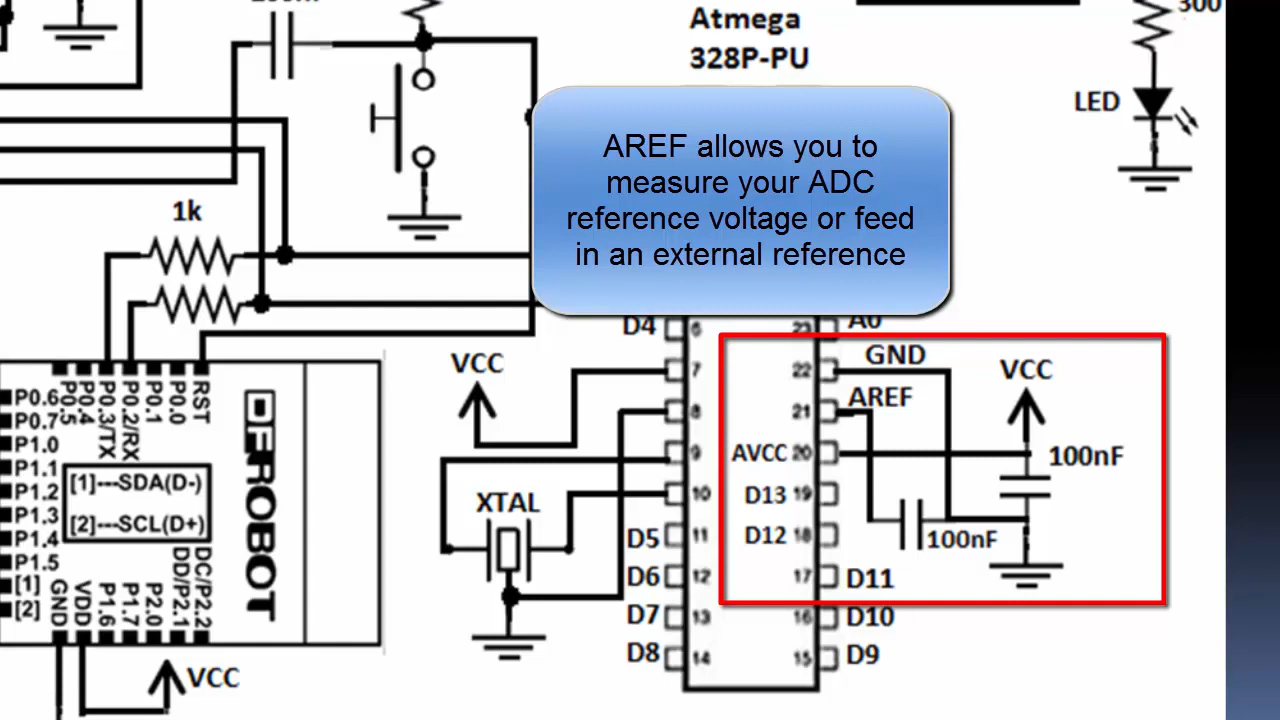 Atmega
328P-PU
300
LED
AREF allows you to
measure your ADC
reference voltage or feed
in an external reference
1k
D4
6
23
A0
VCC
7
22
GND
VCC
8
21
AREF
9
AVCC 20
100nF
XTAL
10
D13 19
D5
11
D12 18
100nF
D6
12
17
D11
D7
13
16
D10
D8
14
15
D9
P0.6
P0.7
P1.0
P1.1
P1.2
P1.3
P1.4
P1.5
[1]
[2]
P0.5
P0.4
P0.3/TX
P0.2/RX
P0.1
P0.0
RST
[1]---SDA(D-)
[2]---SCL(D+)
DFROBOT
GND
VDD
P1.6
P1.7
P2.0
DD/P2.1
DC/P2.2
VCC